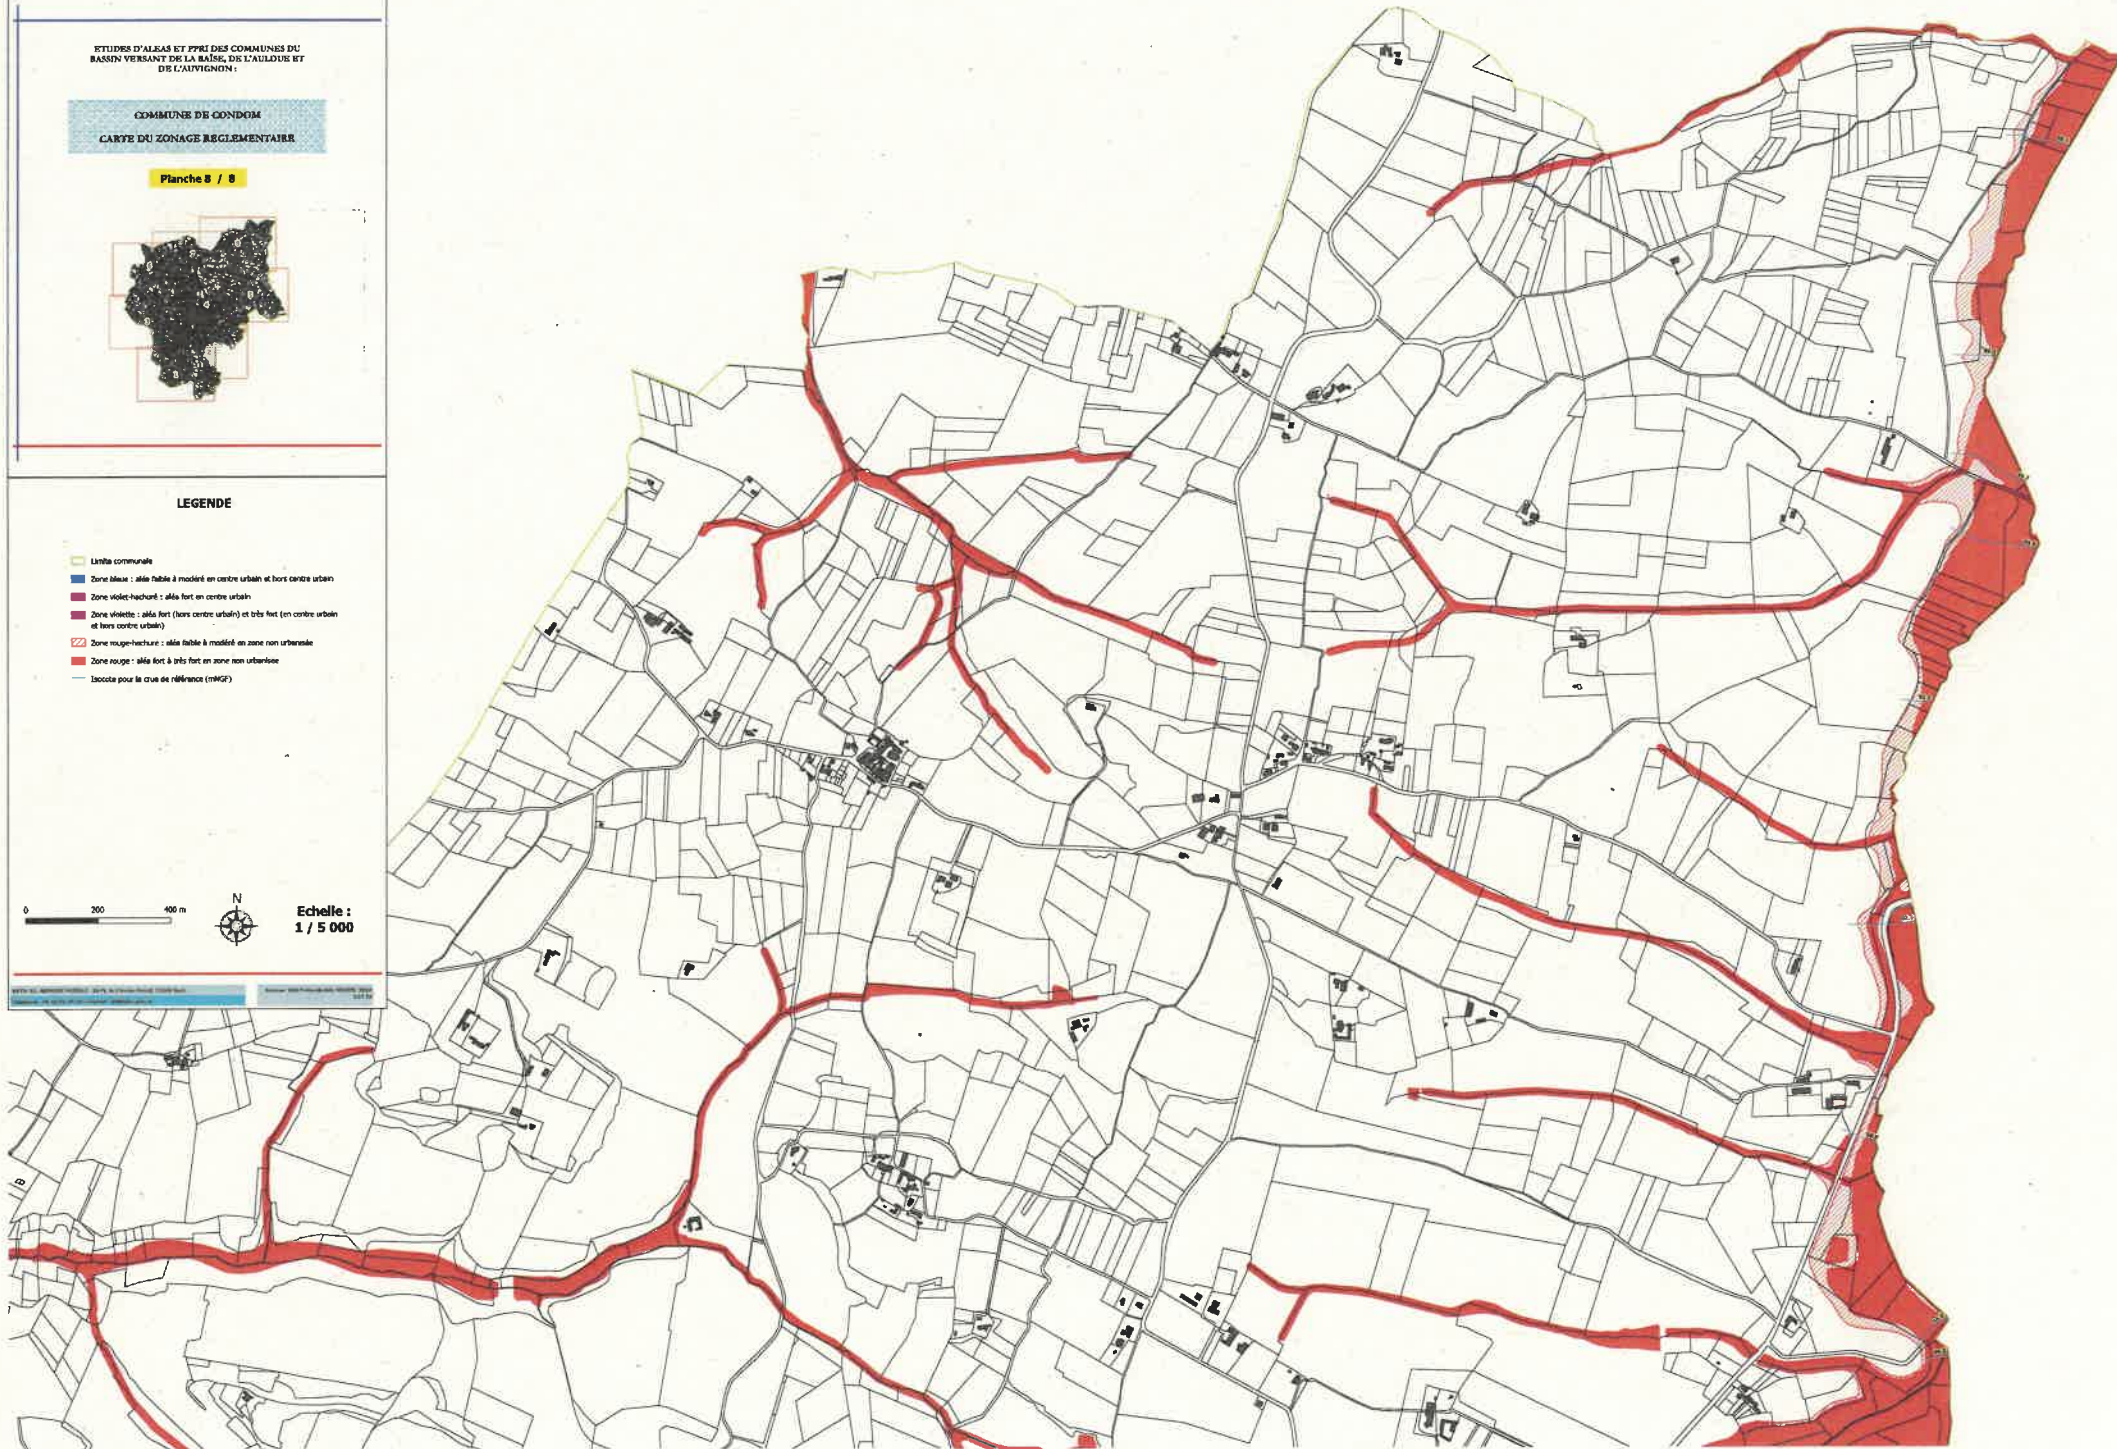 ETUDES D'ALEAS ET PPRI DES COMMUNES DU
BASSIN VERSANT DE LA BAÏSE, DE L'AULOUE ET
DE L'AUVIGNON :
COMMUNE DE CONDOM
CARTE DU ZONAGE REGLEMENTAIRE
Planche 8 / 8
LEGENDE
Limite communale
Zone bleue : aléa faible à modéré en centre urbain et hors centre urbain
Zone violet-hachuré : aléa fort en centre urbain
Zone violette : aléa fort (hors centre urbain) et très fort (en centre urbain
et hors centre urbain)
Zone rouge-hachuré : aléa faible à modéré en zone non urbanisée
Zone rouge : aléa fort à très fort en zone non urbanisée
Isocote pour la crue de référence (mNGF)
0 200 400 m
N
Echelle :
1 / 5 000